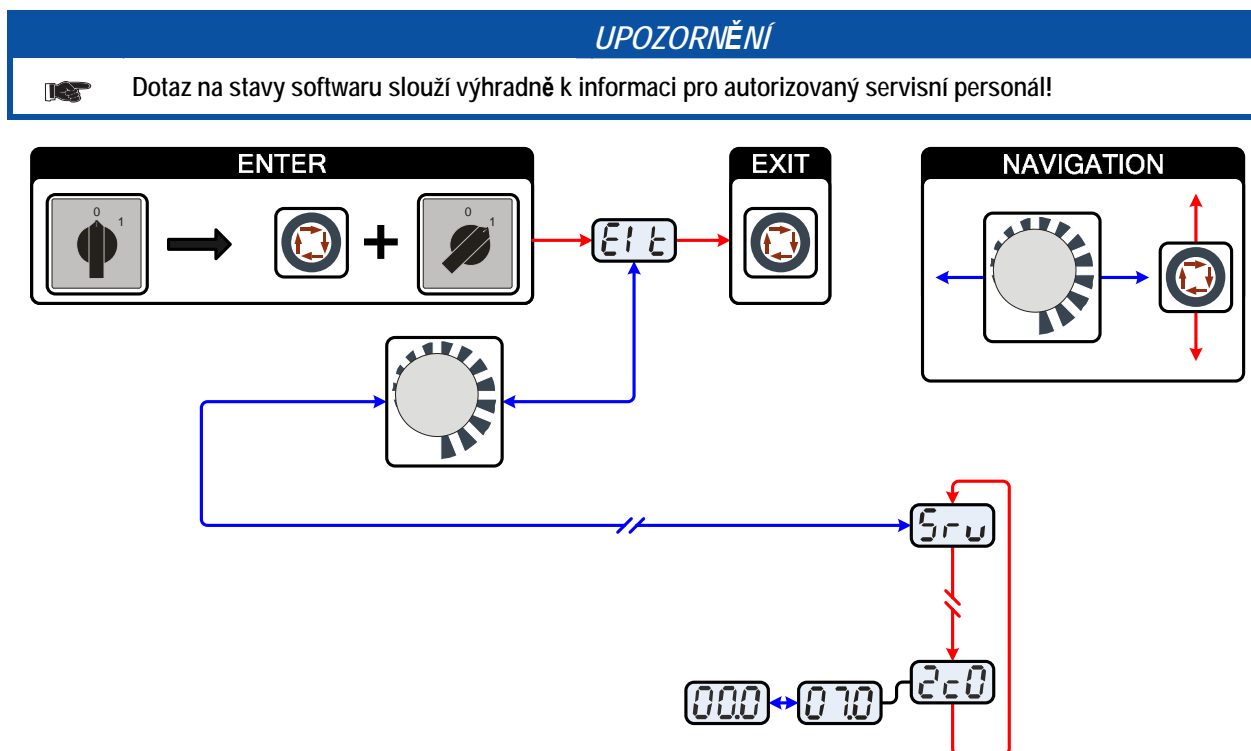 UPOZORNĚNÍ
Dotaz na stavy softwaru slouží výhradně k informaci pro autorizovaný servisní personál!
ENTER
EXIT
NAVIGATION
0
1
+
0
1
EIt
Srv
2c0
00.0
07.0